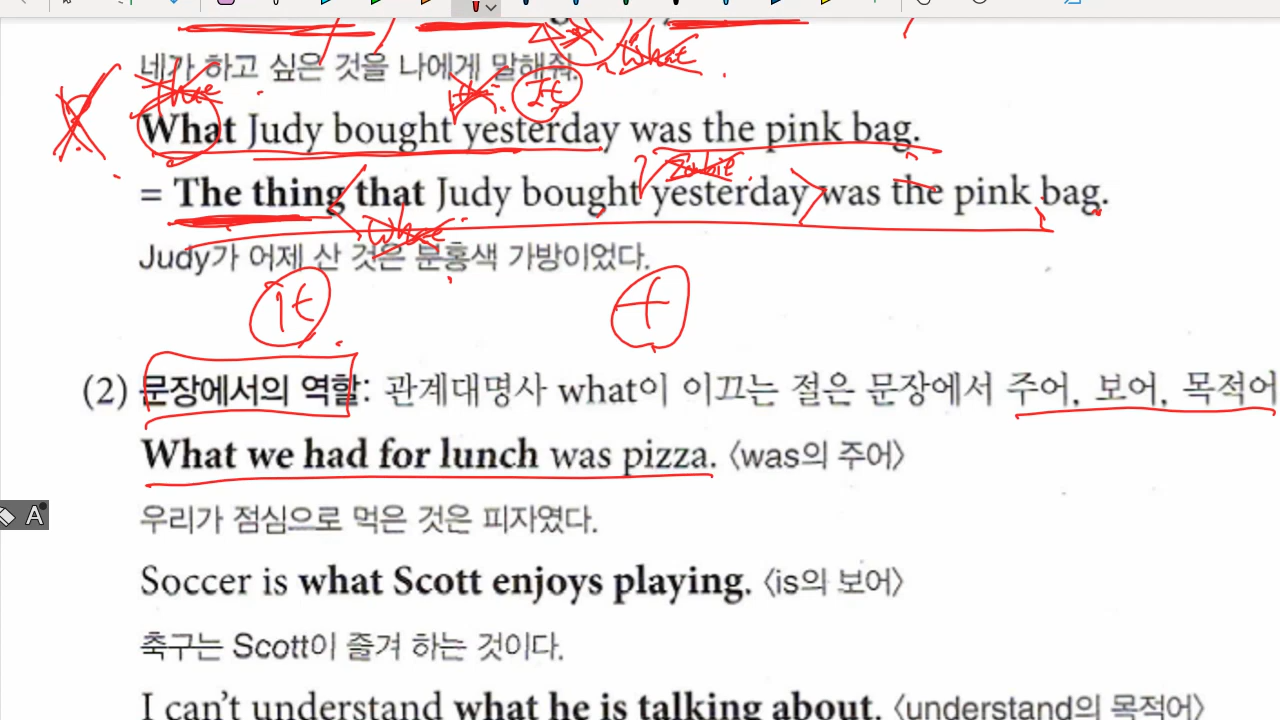 네가 하고 싶은 것을 나에게 말해줘.
What
It
What Judy bought yesterday was the pink bag.
= The thing that Judy bought yesterday was the pink bag.
Judy가 어제 산 것은 분홍색 가방이었다.
It
(2) 문장에서의 역할: 관계대명사 what이 이끄는 절은 문장에서 주어, 보어, 목적어
What we had for lunch was pizza. 〈was의 주어〉
우리가 점심으로 먹은 것은 피자였다.
A
Soccer is what Scott enjoys playing. 〈is의 보어〉
축구는 Scott이 즐겨 하는 것이다.
I can't understand what he is talking about. 〈understand의 목적어〉